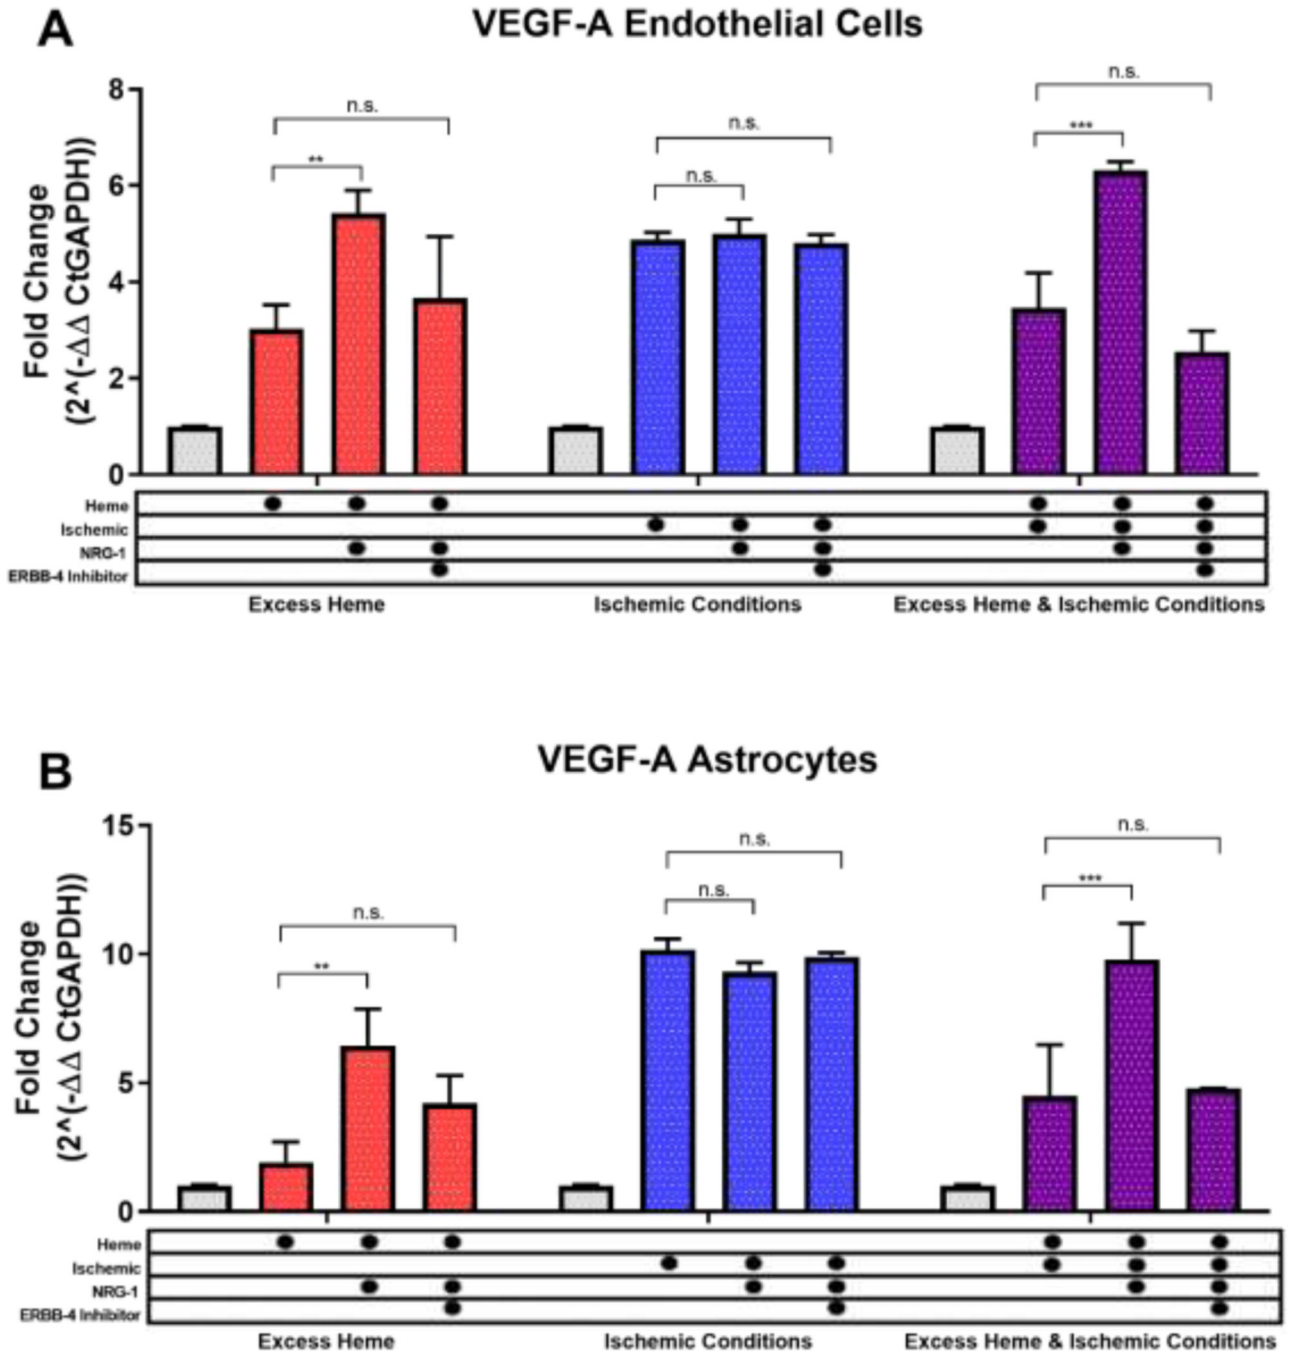 A
VEGF-A Endothelial Cells
Fold Change
(2^(-ΔΔ CtGAPDH))
8
6
4
2
0
n.s.
**
n.s.
n.s.
n.s.
***
Heme
Ischemic
NRG-1
ERBB-4 Inhibitor
Excess Heme
Ischemic Conditions
Excess Heme & Ischemic Conditions
B
VEGF-A Astrocytes
Fold Change
(2^(-ΔΔ CtGAPDH))
15
10
5
0
n.s.
**
n.s.
n.s.
n.s.
***
Heme
Ischemic
NRG-1
ERBB-4 Inhibitor
Excess Heme
Ischemic Conditions
Excess Heme & Ischemic Conditions